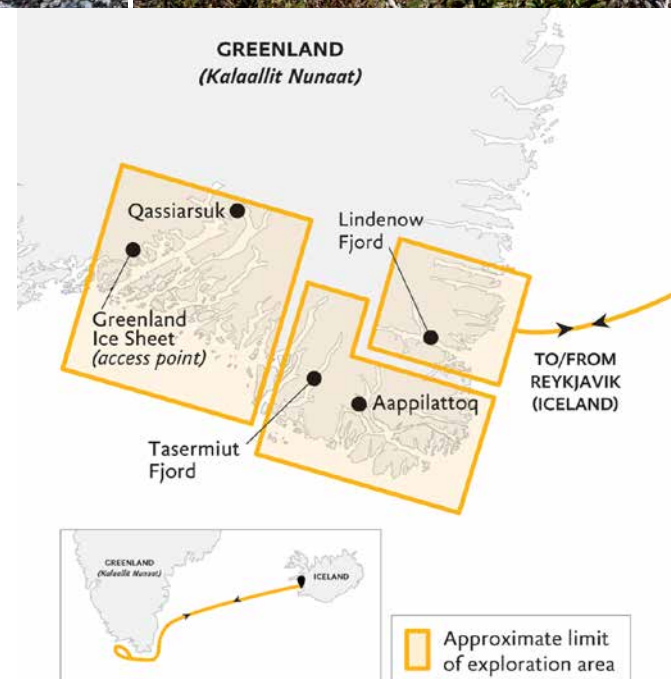 GREENLAND
(Kalaallit Nunaat)
Qassiarsuk
Lindenow
Fjord
Greenland
Ice Sheet
(access point)
TO/FROM
REYKJAVIK
(ICELAND)
Aappilattoq
Tasermiut
Fjord
GREENLAND
(Kalaallit Nunaat)
ICELAND
Approximate limit
of exploration area